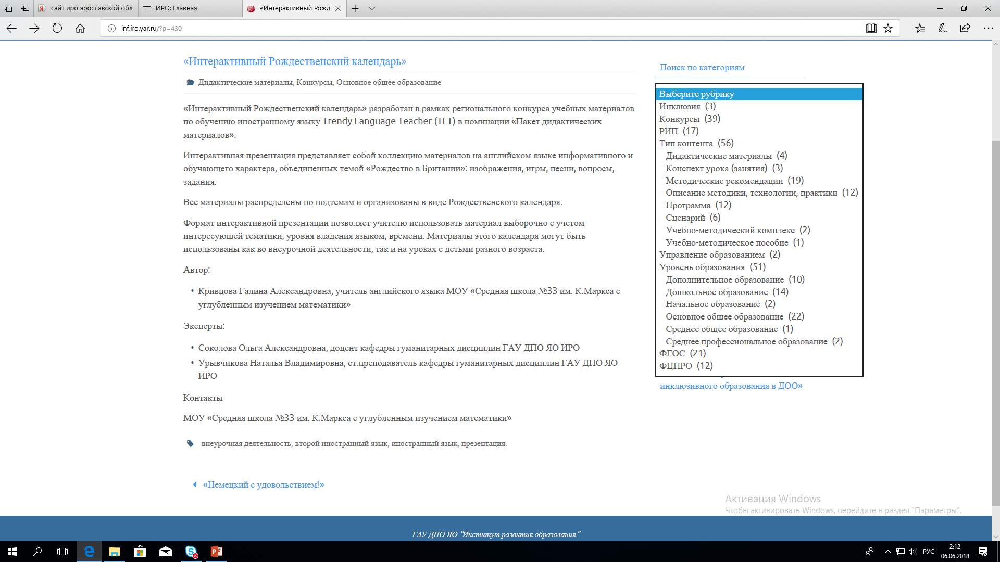 сайт иро ярославской обла
ИРО: Главная
«Интерактивный Рожд
inf.iro.yar.ru/?p=430
«Интерактивный Рождественский календарь»
Дидактические материалы, Конкурсы, Основное общее образование
«Интерактивный Рождественский календарь» разработан в рамках регионального конкурса учебных материалов
по обучению иностранному языку Trendy Language Teacher (TLT) в номинации «Пакет дидактических
материалов».
Интерактивная презентация представляет собой коллекцию материалов на английском языке информативного и
обучающего характера, объединенных темой «Рождество в Британии»: изображения, игры, песни, вопросы,
задания.
Все материалы распределены по подтемам и организованы в виде Рождественского календаря.
Формат интерактивной презентации позволяет учителю использовать материал выборочно с учетом
интересующей тематики, уровня владения языком, времени. Материалы этого календаря могут быть
использованы как во внеурочной деятельности, так и на уроках с детьми разного возраста.
Автор:
• Кривцова Галина Александровна, учитель английского языка МОУ «Средняя школа №33 им. К.Маркса с
углубленным изучением математики»
Эксперты:
• Соколова Ольга Александровна, доцент кафедры гуманитарных дисциплин ГАУ ДПО ЯО ИРО
• Урывчикова Наталья Владимировна, ст.преподаватель кафедры гуманитарных дисциплин ГАУ ДПО ЯО
ИРО
Контакты
МОУ «Средняя школа №33 им. К.Маркса с углубленным изучением математики»
внеурочная деятельность, второй иностранный язык, иностранный язык, презентация.
«Немецкий с удовольствием!»
Поиск по категориям
Выберите рубрику
Инклюзия (3)
Конкурсы (39)
РИП (17)
Тип контента (56)
Дидактические материалы (4)
Конспект урока (занятия) (3)
Методические рекомендации (19)
Описание методики, технологии, практики (12)
Программа (12)
Сценарий (6)
Учебно-методический комплекс (2)
Учебно-методическое пособие (1)
Управление образованием (2)
Уровень образования (51)
Дополнительное образование (10)
Дошкольное образование (14)
Начальное образование (2)
Основное общее образование (22)
Среднее общее образование (1)
Среднее профессиональное образование (2)
ФГОС (21)
ФЦПРО (12)
инклюзивного образования в ДОО»
Активация Windows
Чтобы активировать Windows, перейдите в раздел "Параметры".
ГАУ ДПО ЯО "Институт развития образования"
РУС
2:12
06.06.2018